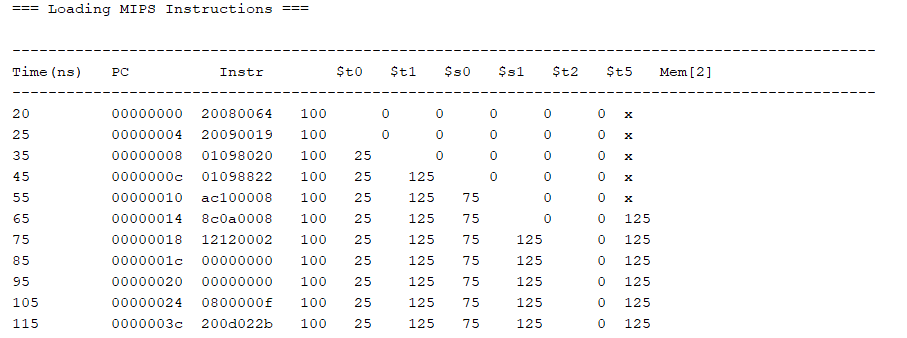 === Loading MIPS Instructions ===
--------------------------------------------------------------------------------
Time(ns) PC Instr $t0 $t1 $s0 $s1 $t2 $t5 Mem[2]
--------------------------------------------------------------------------------
20 00000000 20080064 100 0 0 0 0 0 x
25 00000004 20090019 100 0 0 0 0 0 x
35 00000008 01098020 100 25 0 0 0 0 x
45 0000000c 01098822 100 25 125 0 0 0 x
55 00000010 ac100008 100 25 125 75 0 0 x
65 00000014 8c0a0008 100 25 125 75 0 0 125
75 00000018 12120002 100 25 125 75 125 0 125
85 0000001c 00000000 100 25 125 75 125 0 125
95 00000020 00000000 100 25 125 75 125 0 125
105 00000024 0800000f 100 25 125 75 125 0 125
115 0000003c 200d022b 100 25 125 75 125 0 125